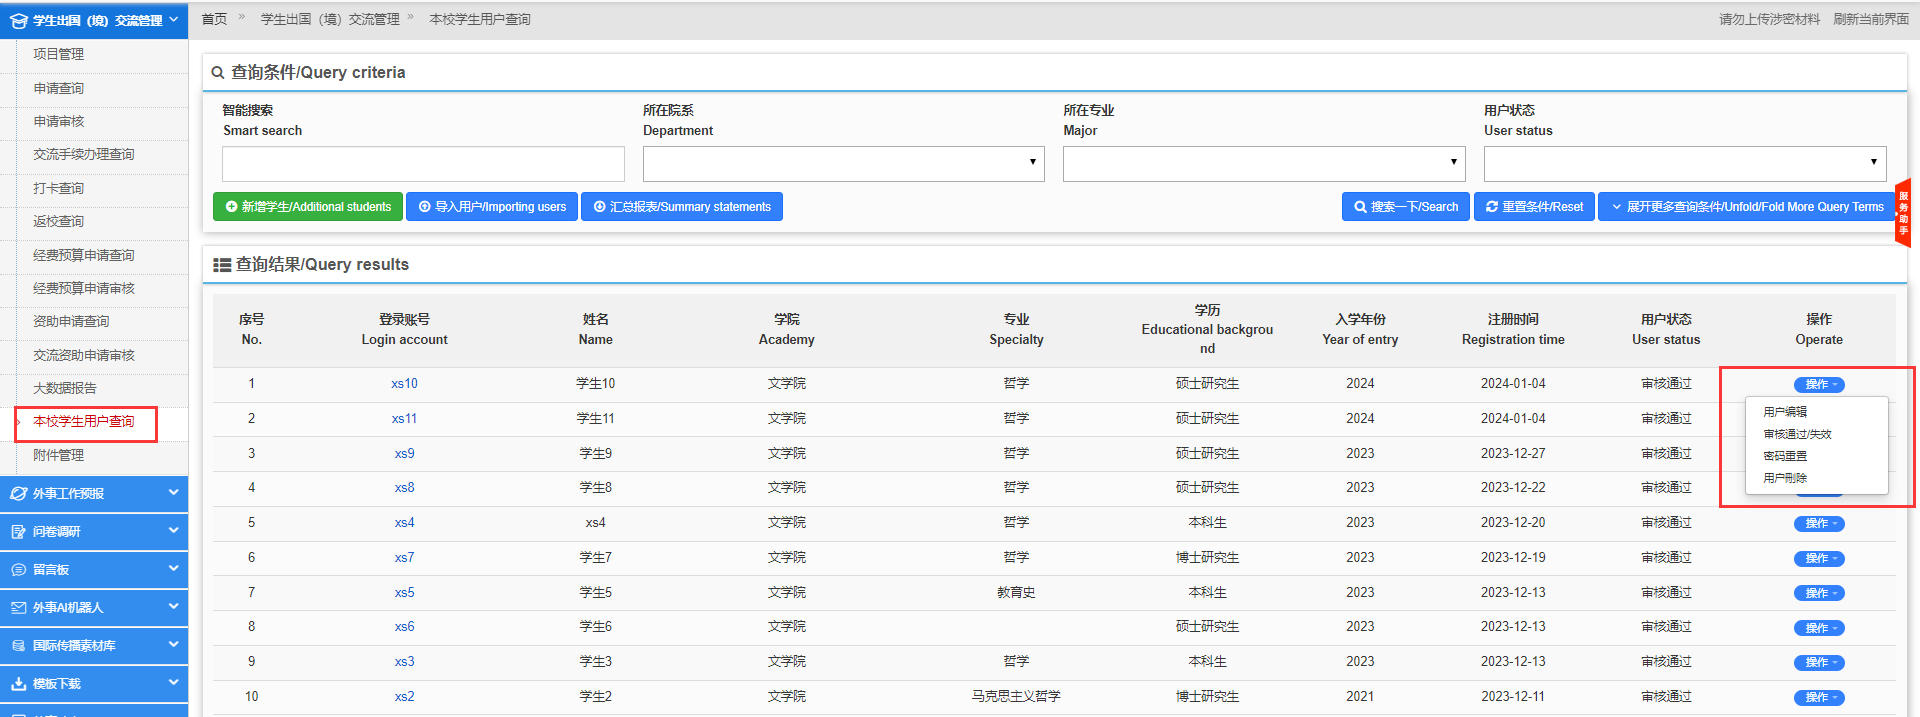 学生出国（境）交流管理
首页 » 学生出国（境）交流管理 » 本校学生用户查询
请勿上传涉密材料 刷新当前界面
项目管理
申请查询
申请审核
交流手续办理查询
打卡查询
返校查询
经费预算申请查询
经费预算申请审核
资助申请查询
交流资助申请审核
大数据报告
本校学生用户查询
附件管理
外事工作预报
问卷调研
留言板
外事AI机器人
国际传播素材库
模板下载
查询条件/Query criteria
智能搜索 所在院系 所在专业 用户状态
Smart search Department Major User status
新增学生/Additional students 导入用户/Importing users 汇总报表/Summary statements 搜索一下/Search 重置条件/Reset 展开更多查询条件/Unfold/Fold More Query Terms
服务助手
查询结果/Query results
序号 登录账号 姓名 学院 专业 学历 入学年份 注册时间 用户状态 操作
No. Login account Name Academy Specialty Educational backgrou Year of entry Registration time User status Operate
nd
1 xs10 学生10 文学院 哲学 硕士研究生 2024 2024-01-04 审核通过 操作
2 xs11 学生11 文学院 哲学 硕士研究生 2024 2024-01-04 审核通过
3 xs9 学生9 文学院 哲学 硕士研究生 2023 2023-12-27 审核通过
4 xs8 学生8 文学院 哲学 硕士研究生 2023 2023-12-22 审核通过
用户编辑
审核通过/失效
密码重置
用户删除
5 xs4 xs4 文学院 哲学 本科生 2023 2023-12-20 审核通过 操作
6 xs7 学生7 文学院 哲学 博士研究生 2023 2023-12-19 审核通过 操作
7 xs5 学生5 文学院 教育史 本科生 2023 2023-12-13 审核通过 操作
8 xs6 学生6 文学院 硕士研究生 2023 2023-12-13 审核通过 操作
9 xs3 学生3 文学院 哲学 本科生 2023 2023-12-13 审核通过 操作
10 xs2 学生2 文学院 马克思主义哲学 博士研究生 2021 2023-12-11 审核通过 操作